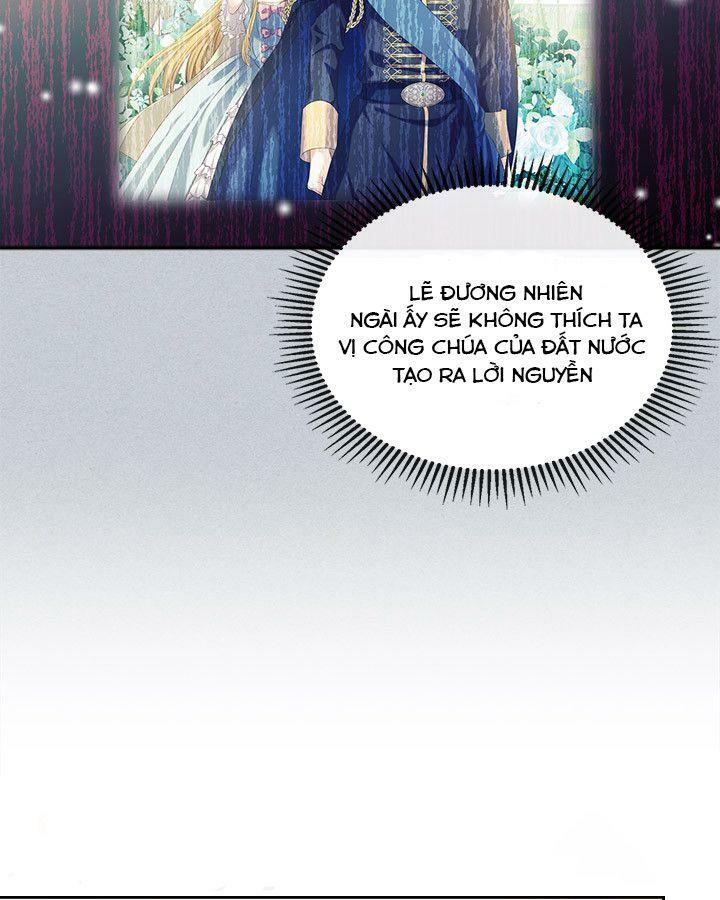 LẼ ĐƯƠNG NHIÊN
NGÀI ẤY SẼ KHÔNG THÍCH TA
VỊ CÔNG CHÚA CỦA ĐẤT NƯỚC
TẠO RA LỜI NGUYỀN